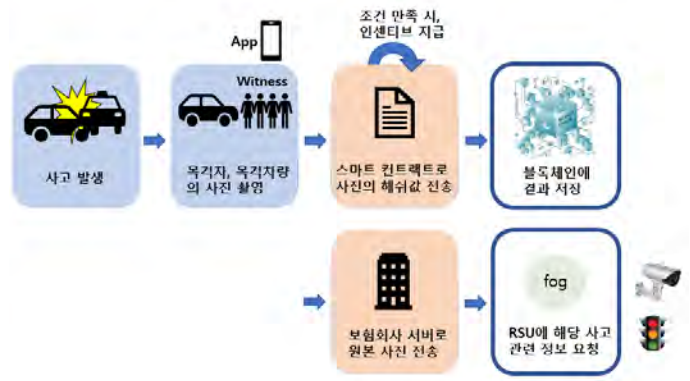 조건 만족 시,
인센티브 지급
App
Witness
사고 발생
목격자, 목격차량
의 사진 촬영
스마트 컨트랙트로
사진의 해쉬값 전송
블록체인에
결과 저장
보험회사 서버로
원본 사진 전송
fog
RSU에 해당 사고
관련 정보 요청